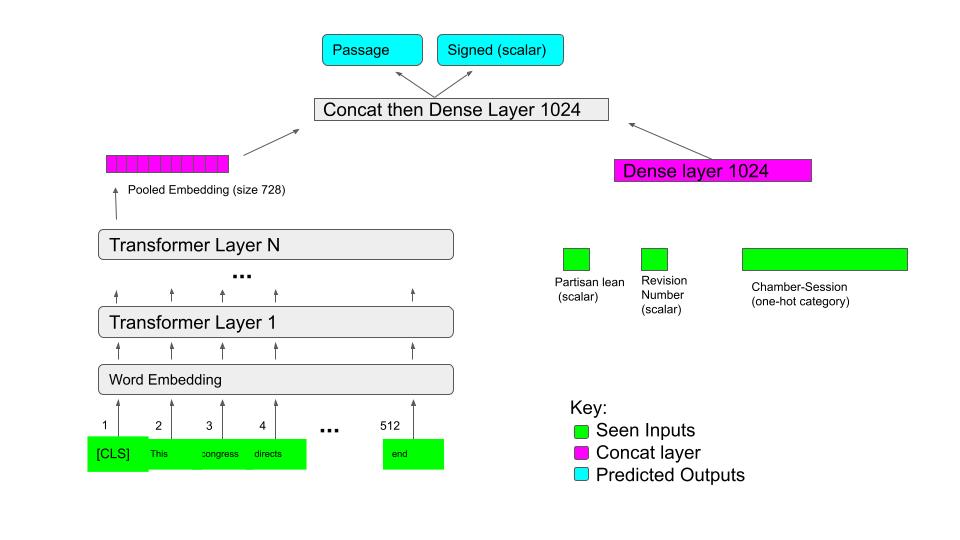 Passage
Signed (scalar)
Concat then Dense Layer 1024
Dense layer 1024
Pooled Embedding (size 728)
Transformer Layer N
...
Partisan lean
(scalar)
Revision
Number
(scalar)
Chamber-Session
(one-hot category)
Transformer Layer 1
Word Embedding
1 2 3 4 ... 512
[CLS] This congress directs end
Key:
Seen Inputs
Concat layer
Predicted Outputs